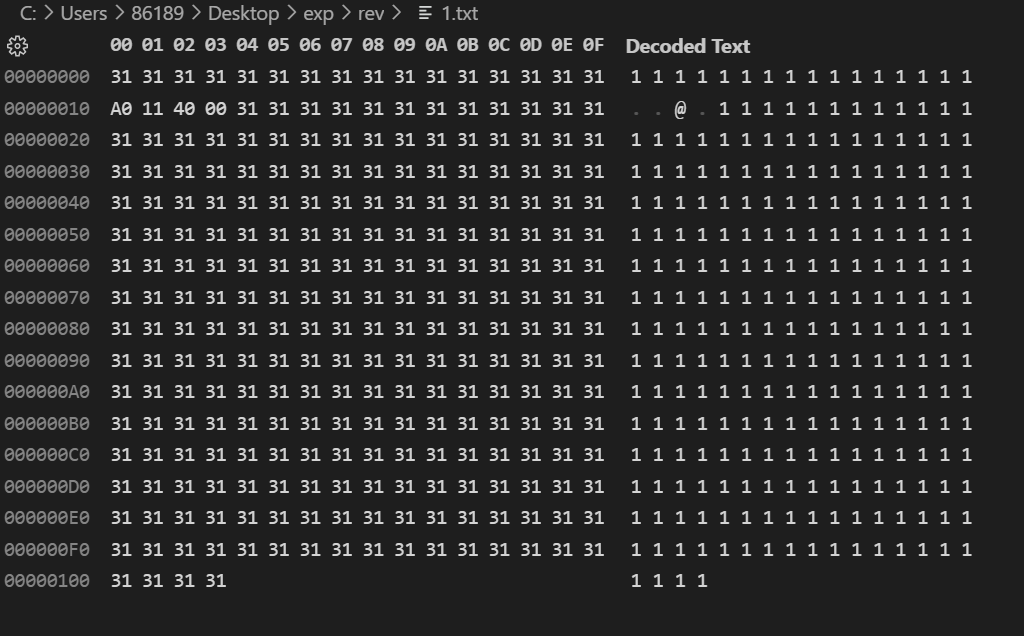 C: > Users > 86189 > Desktop > exp > rev > 1.txt
00 01 02 03 04 05 06 07 08 09 0A 0B 0C 0D 0E 0F Decoded Text
00000000 31 31 31 31 31 31 31 31 31 31 31 31 31 31 31 31 1 1 1 1 1 1 1 1 1 1 1 1 1 1 1 1
00000010 A0 11 40 00 31 31 31 31 31 31 31 31 31 31 31 31 . . @ . 1 1 1 1 1 1 1 1 1 1 1 1
00000020 31 31 31 31 31 31 31 31 31 31 31 31 31 31 31 31 1 1 1 1 1 1 1 1 1 1 1 1 1 1 1 1
00000030 31 31 31 31 31 31 31 31 31 31 31 31 31 31 31 31 1 1 1 1 1 1 1 1 1 1 1 1 1 1 1 1
00000040 31 31 31 31 31 31 31 31 31 31 31 31 31 31 31 31 1 1 1 1 1 1 1 1 1 1 1 1 1 1 1 1
00000050 31 31 31 31 31 31 31 31 31 31 31 31 31 31 31 31 1 1 1 1 1 1 1 1 1 1 1 1 1 1 1 1
00000060 31 31 31 31 31 31 31 31 31 31 31 31 31 31 31 31 1 1 1 1 1 1 1 1 1 1 1 1 1 1 1 1
00000070 31 31 31 31 31 31 31 31 31 31 31 31 31 31 31 31 1 1 1 1 1 1 1 1 1 1 1 1 1 1 1 1
00000080 31 31 31 31 31 31 31 31 31 31 31 31 31 31 31 31 1 1 1 1 1 1 1 1 1 1 1 1 1 1 1 1
00000090 31 31 31 31 31 31 31 31 31 31 31 31 31 31 31 31 1 1 1 1 1 1 1 1 1 1 1 1 1 1 1 1
000000A0 31 31 31 31 31 31 31 31 31 31 31 31 31 31 31 31 1 1 1 1 1 1 1 1 1 1 1 1 1 1 1 1
000000B0 31 31 31 31 31 31 31 31 31 31 31 31 31 31 31 31 1 1 1 1 1 1 1 1 1 1 1 1 1 1 1 1
000000C0 31 31 31 31 31 31 31 31 31 31 31 31 31 31 31 31 1 1 1 1 1 1 1 1 1 1 1 1 1 1 1 1
000000D0 31 31 31 31 31 31 31 31 31 31 31 31 31 31 31 31 1 1 1 1 1 1 1 1 1 1 1 1 1 1 1 1
000000E0 31 31 31 31 31 31 31 31 31 31 31 31 31 31 31 31 1 1 1 1 1 1 1 1 1 1 1 1 1 1 1 1
000000F0 31 31 31 31 31 31 31 31 31 31 31 31 31 31 31 31 1 1 1 1 1 1 1 1 1 1 1 1 1 1 1 1
00000100 31 31 31 31 1 1 1 1